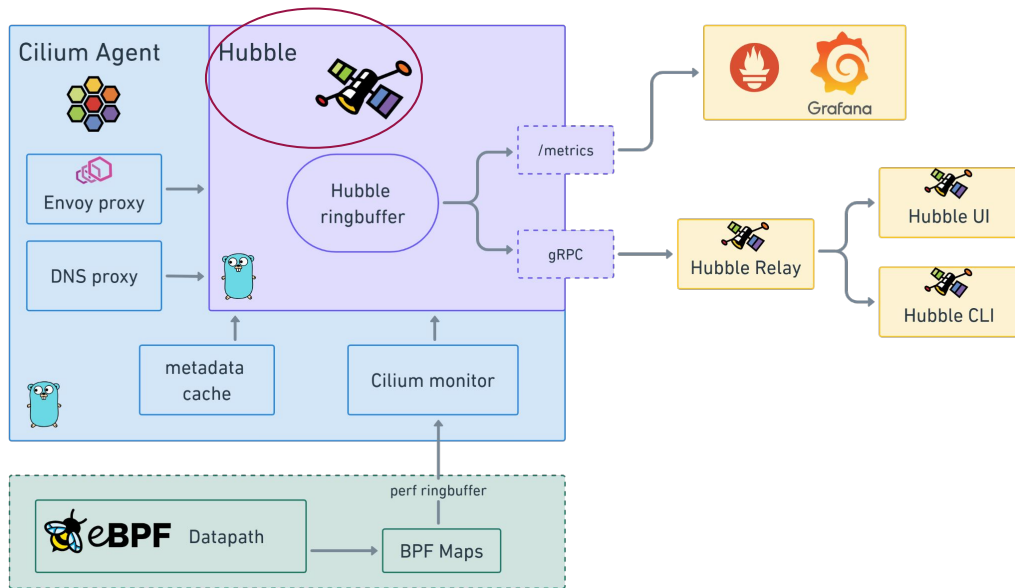 Cilium Agent
Hubble
Envoy proxy
DNS proxy
Hubble
ringbuffer
/metrics
gRPC
Grafana
Hubble Relay
Hubble UI
Hubble CLI
metadata
cache
Cilium monitor
perf ringbuffer
eBPF Datapath
BPF Maps